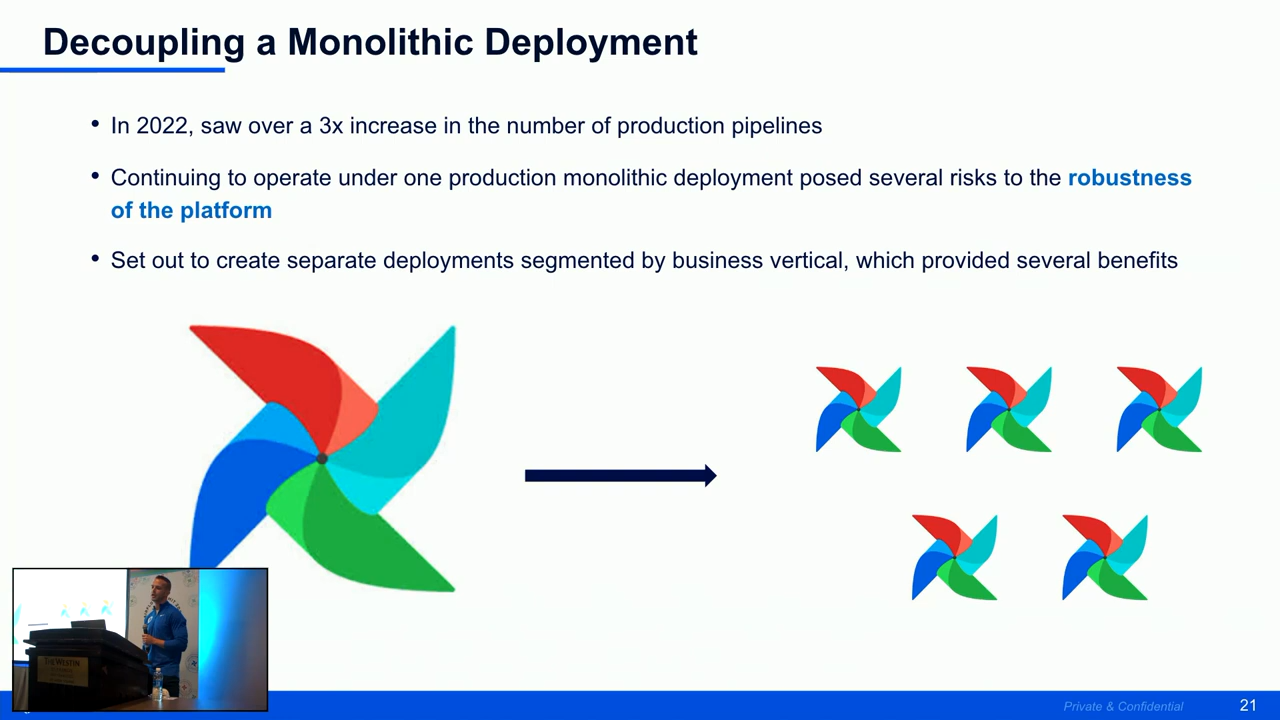 Decoupling a Monolithic Deployment
• In 2022, saw over a 3x increase in the number of production pipelines
• Continuing to operate under one production monolithic deployment posed several risks to the robustness
of the platform
• Set out to create separate deployments segmented by business vertical, which provided several benefits
THE WESTIN
Private & Confidential
21